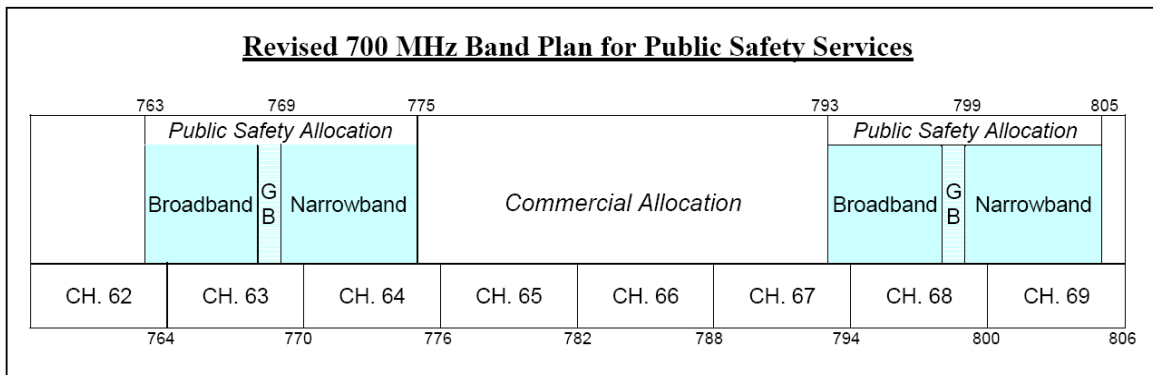 Revised 700 MHz Band Plan for Public Safety Services
763 769 775 793 799 805
Public Safety Allocation Public Safety Allocation
Broadband GB Narrowband Commercial Allocation Broadband GB Narrowband
CH. 62 CH. 63 CH. 64 CH. 65 CH. 66 CH. 67 CH. 68 CH. 69
764 770 776 782 788 794 800 806